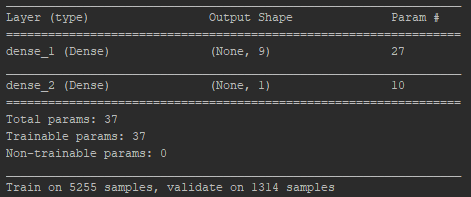 Layer (type) Output Shape Param #
=================================================================
dense_1 (Dense) (None, 9) 27
_________________________________________________________________
dense_2 (Dense) (None, 1) 10
=================================================================
Total params: 37
Trainable params: 37
Non-trainable params: 0
_________________________________________________________________
Train on 5255 samples, validate on 1314 samples